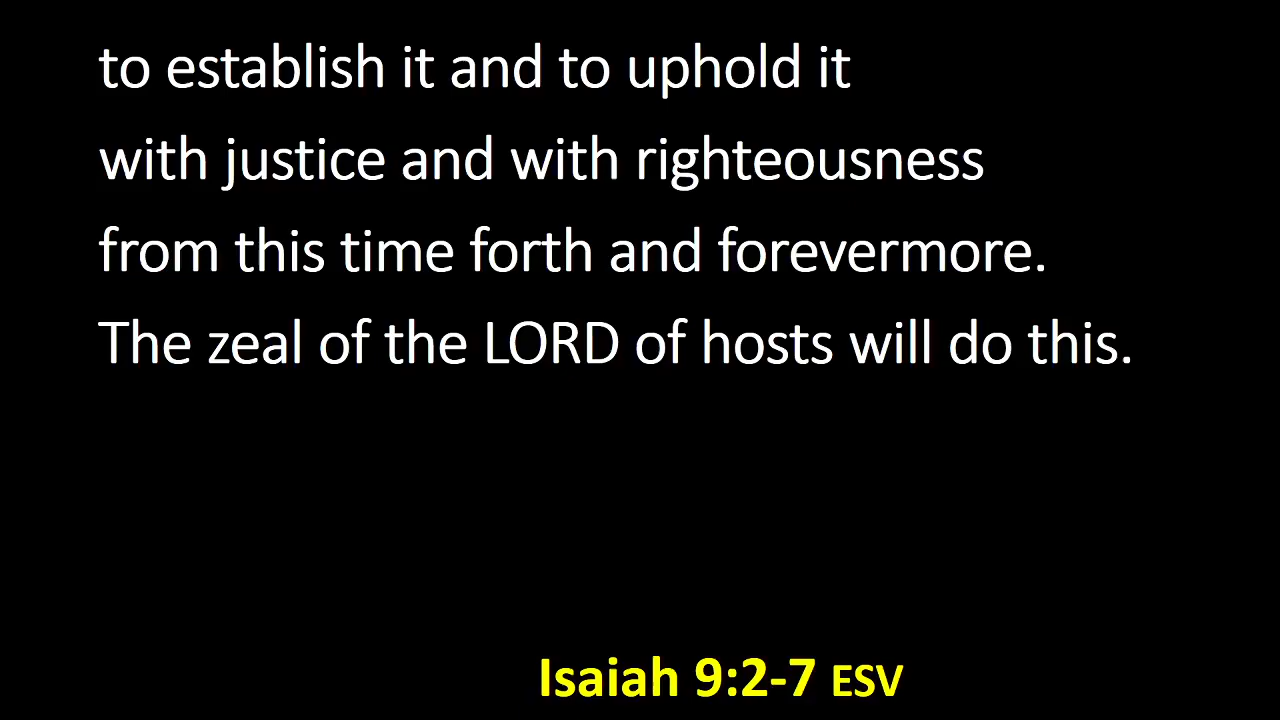 to establish it and to uphold it
with justice and with righteousness
from this time forth and forevermore.
The zeal of the LORD of hosts will do this.
Isaiah 9:2-7 ESV